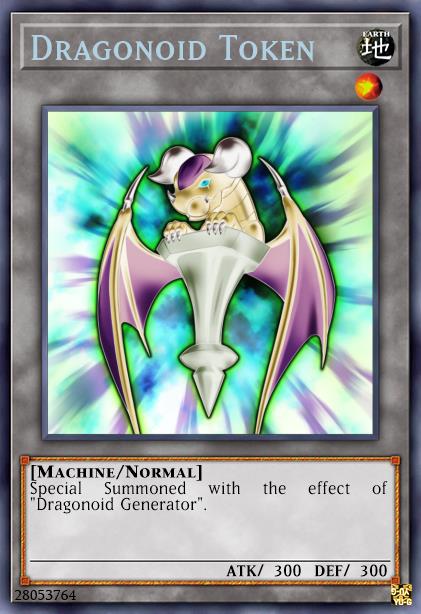 DRAGONOID TOKEN
EARTH
地
[MACHINE/NORMAL]
Special Summoned with the effect of
"Dragonoid Generator".
ATK/ 300 DEF/ 300
28053764